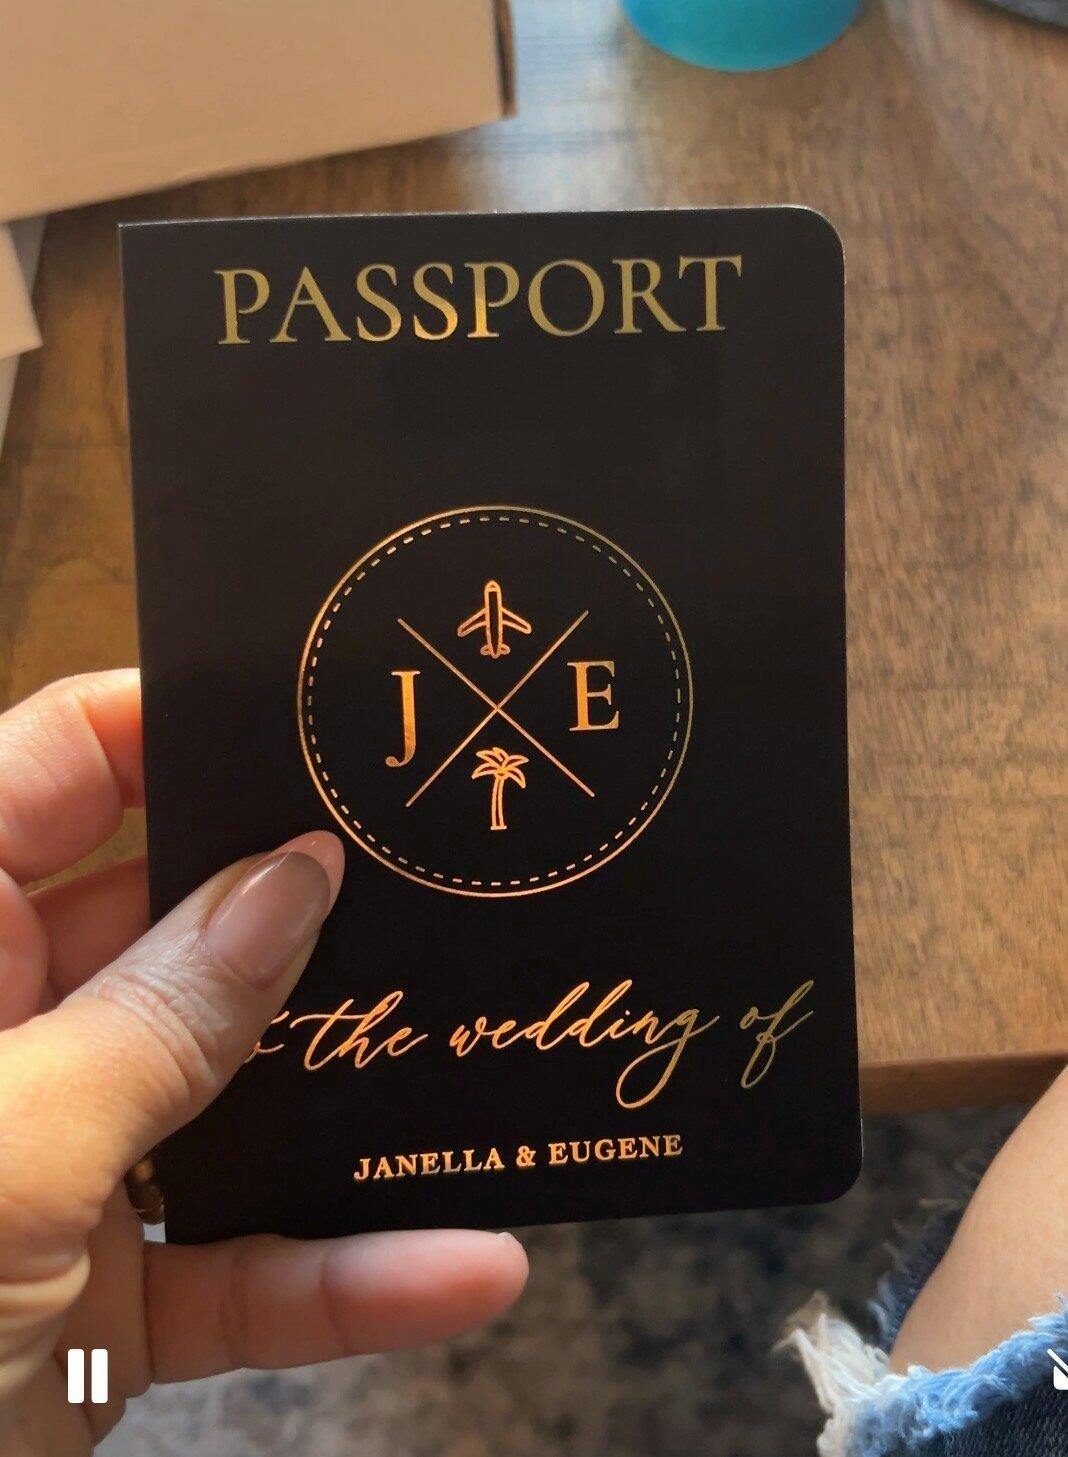 PASSPORT
J E
the wedding of
JANELLA & EUGENE